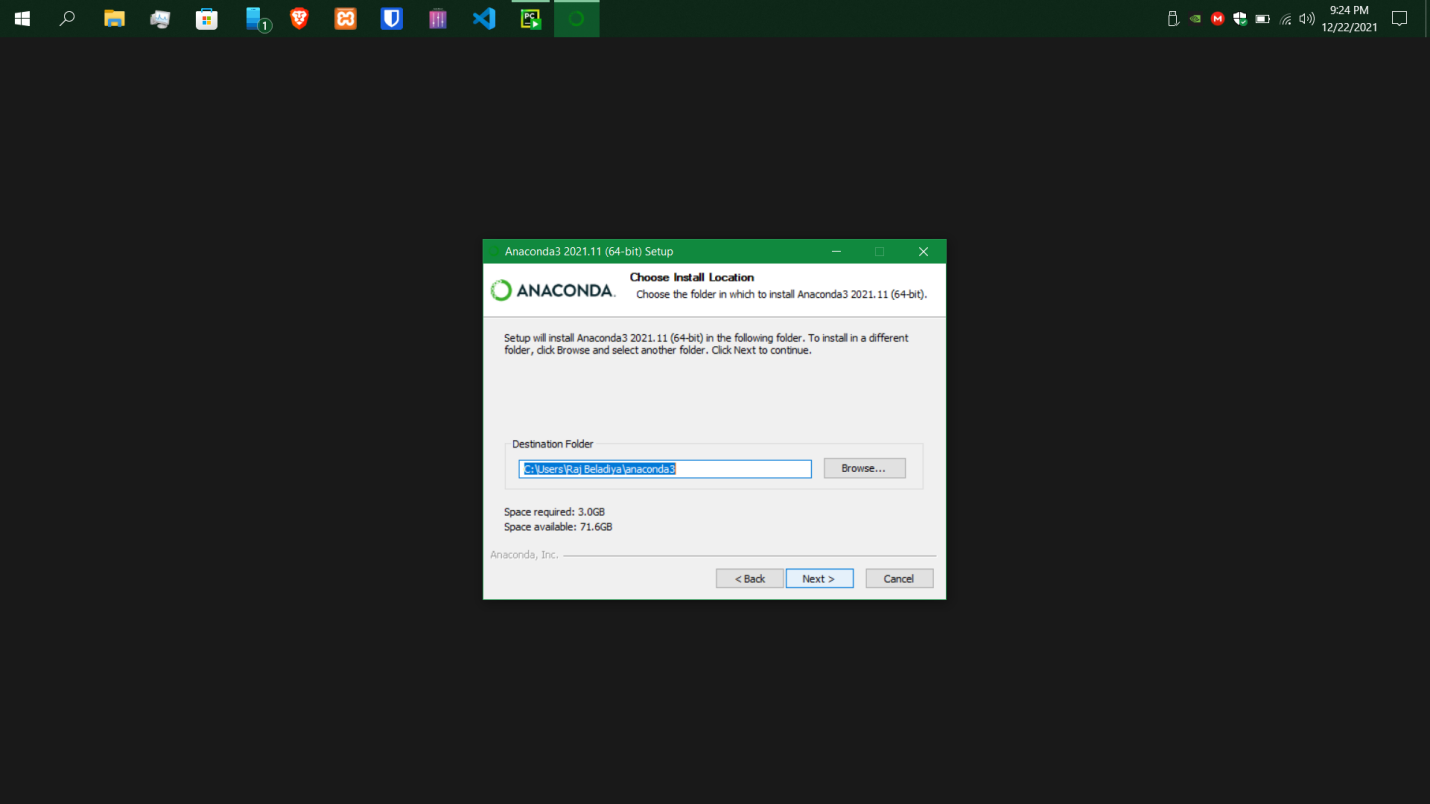 1
PC
M
9:24 PM
12/22/2021
Anaconda3 2021.11 (64-bit) Setup
ANACONDA.
Choose Install Location
Choose the folder in which to install Anaconda3 2021.11 (64-bit).
Setup will install Anaconda3 2021.11 (64-bit) in the following folder. To install in a different
folder, click Browse and select another folder. Click Next to continue.
Destination Folder
C:\Users\Raj Beladiya\anaconda3
Browse...
Space required: 3.0GB
Space available: 71.6GB
Anaconda, Inc.
< Back
Next >
Cancel